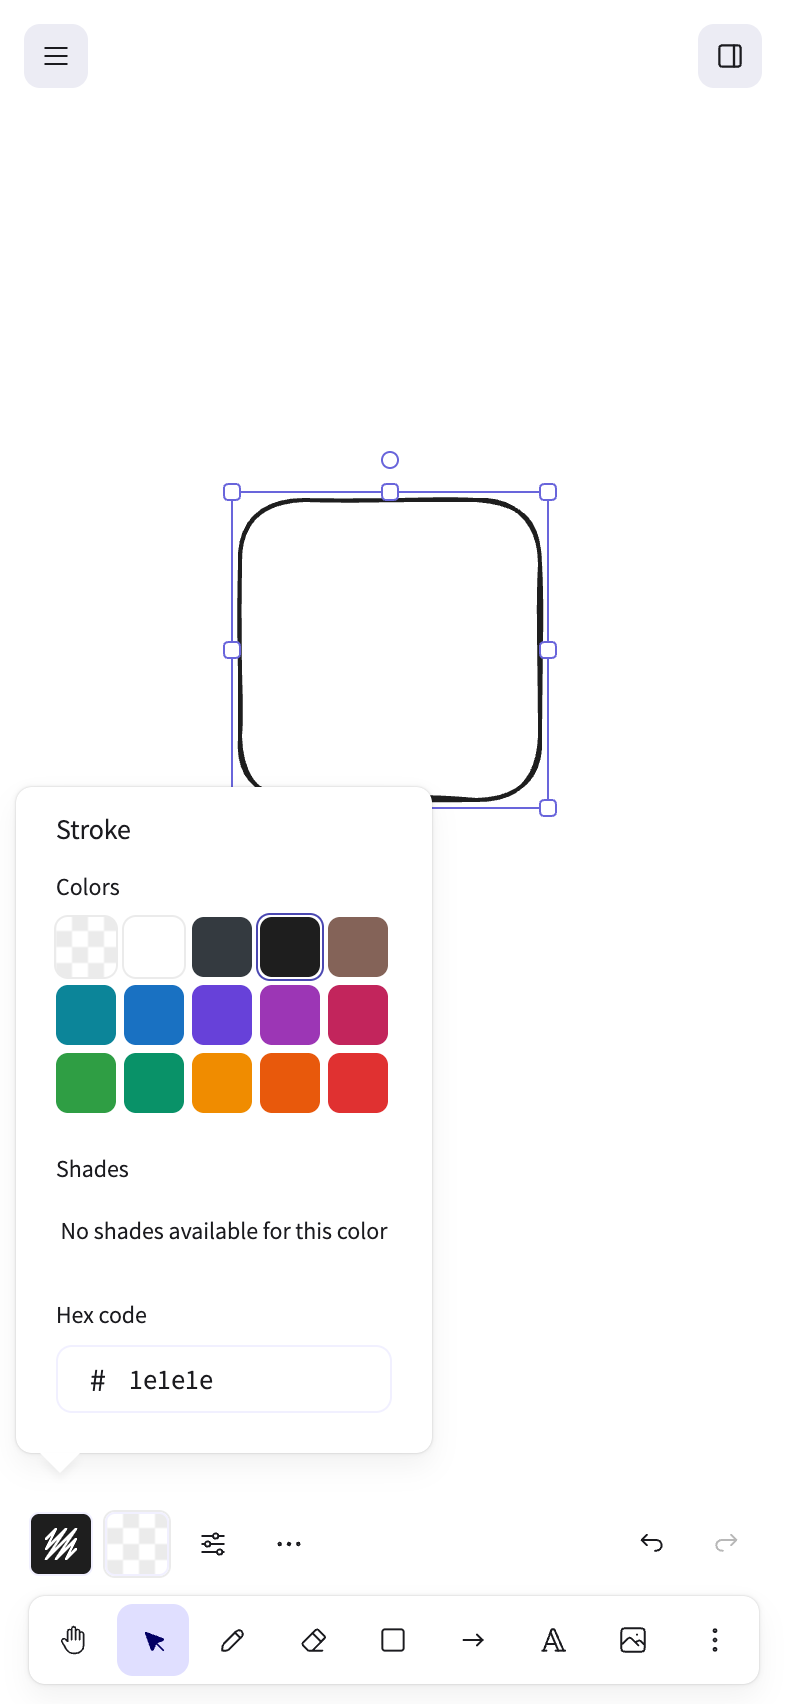 Stroke
Colors
Shades
No shades available for this color
Hex code
# 1e1e1e